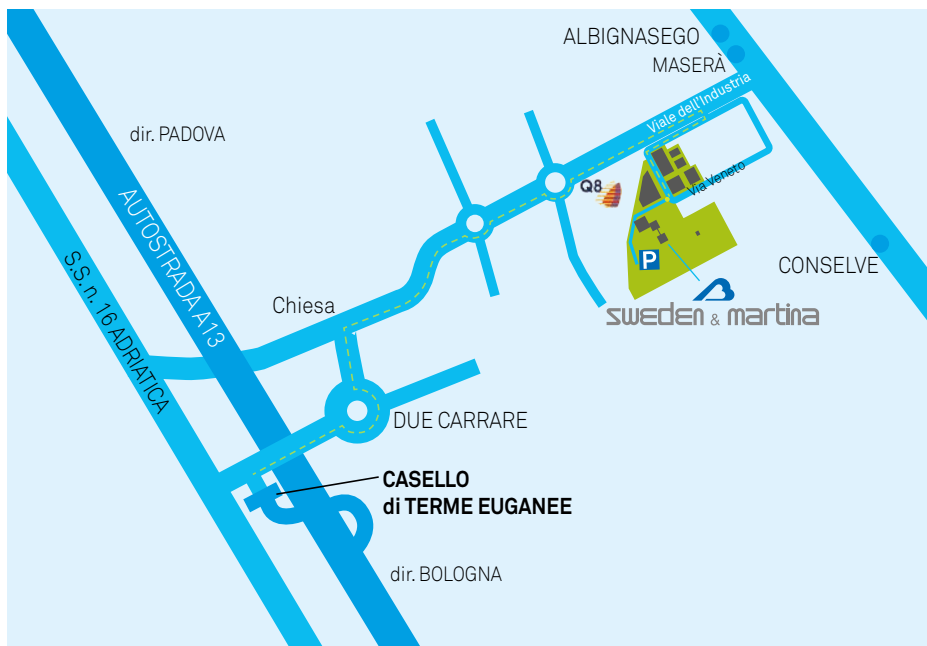 ALBIGNASEGO
MASERÀ
Viale dell'Industria
dir. PADOVA
Q8
Via Veneto
AUTOSTRADA A13
S.S. n. 16 ADRIATICA
CONSELVE
P
Chiesa
sweden & martina
DUE CARRARE
CASELLO
di TERME EUGANEE
dir. BOLOGNA